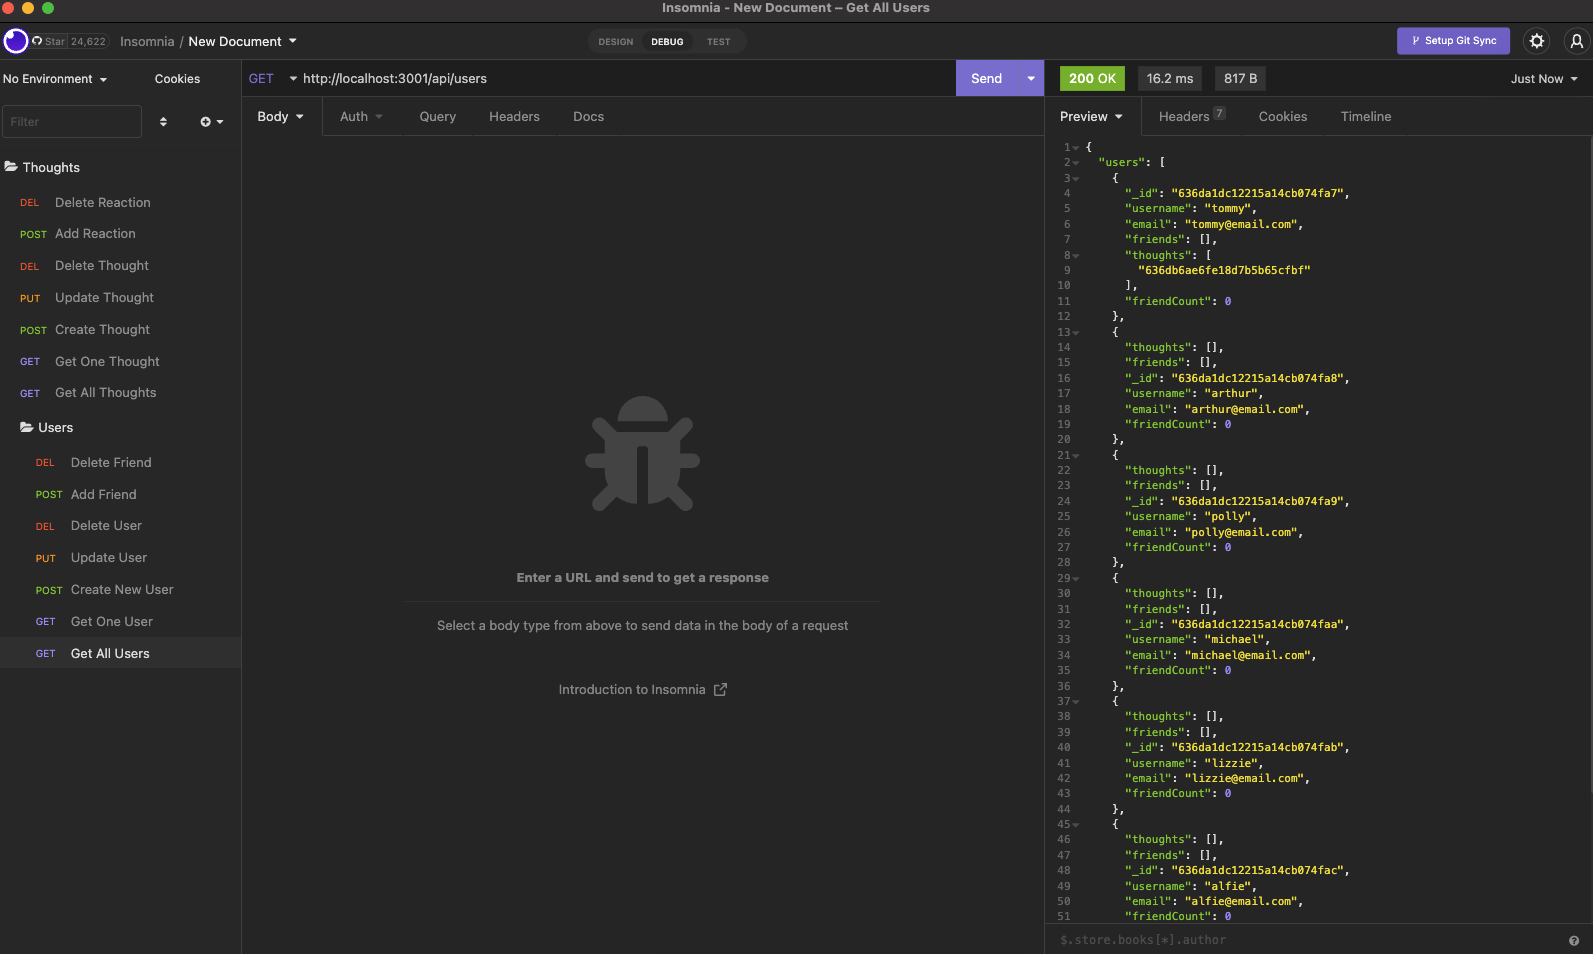 Insomnia - New Document – Get All Users
Star 24,622
Insomnia / New Document
DESIGN DEBUG TEST
Setup Git Sync
No Environment
Cookies
GET http://localhost:3001/api/users
Send
200 OK
16.2 ms
817 B
Just Now
Filter
Body Auth Query Headers Docs
Preview Headers 7 Cookies Timeline
Thoughts
DEL Delete Reaction
POST Add Reaction
DEL Delete Thought
PUT Update Thought
POST Create Thought
GET Get One Thought
GET Get All Thoughts
Users
DEL Delete Friend
POST Add Friend
DEL Delete User
PUT Update User
POST Create New User
GET Get One User
GET Get All Users
Enter a URL and send to get a response
Select a body type from above to send data in the body of a request
Introduction to Insomnia
1 {
2 "users": [
3 {
4 "_id": "636da1dc12215a14cb074fa7",
5 "username": "tommy",
6 "email": "tommy@email.com",
7 "friends": [],
8 "thoughts": [
9 "636db6ae6fe18d7b5b65cfbf"
10 ],
11 "friendCount": 0
12 },
13 {
14 "thoughts": [],
15 "friends": [],
16 "_id": "636da1dc12215a14cb074fa8",
17 "username": "arthur",
18 "email": "arthur@email.com",
19 "friendCount": 0
20 },
21 {
22 "thoughts": [],
23 "friends": [],
24 "_id": "636da1dc12215a14cb074fa9",
25 "username": "polly",
26 "email": "polly@email.com",
27 "friendCount": 0
28 },
29 {
30 "thoughts": [],
31 "friends": [],
32 "_id": "636da1dc12215a14cb074faa",
33 "username": "michael",
34 "email": "michael@email.com",
35 "friendCount": 0
36 },
37 {
38 "thoughts": [],
39 "friends": [],
40 "_id": "636da1dc12215a14cb074fab",
41 "username": "lizzie",
42 "email": "lizzie@email.com",
43 "friendCount": 0
44 },
45 {
46 "thoughts": [],
47 "friends": [],
48 "_id": "636da1dc12215a14cb074fac",
49 "username": "alfie",
50 "email": "alfie@email.com",
51 "friendCount": 0
$.store.books[*].author